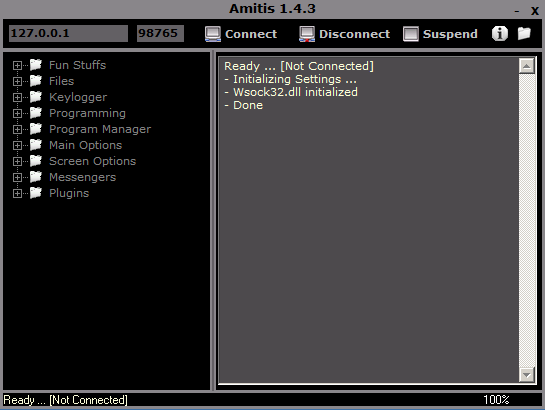 Amitis 1.4.3
- x
127.0.0.1 98765 Connect Disconnect Suspend i
Fun Stuffs
Files
Keylogger
Programming
Program Manager
Main Options
Screen Options
Messengers
Plugins
Ready ... [Not Connected]
- Initializing Settings ...
- Wsock32.dll initialized
- Done
Ready ... [Not Connected] 100%